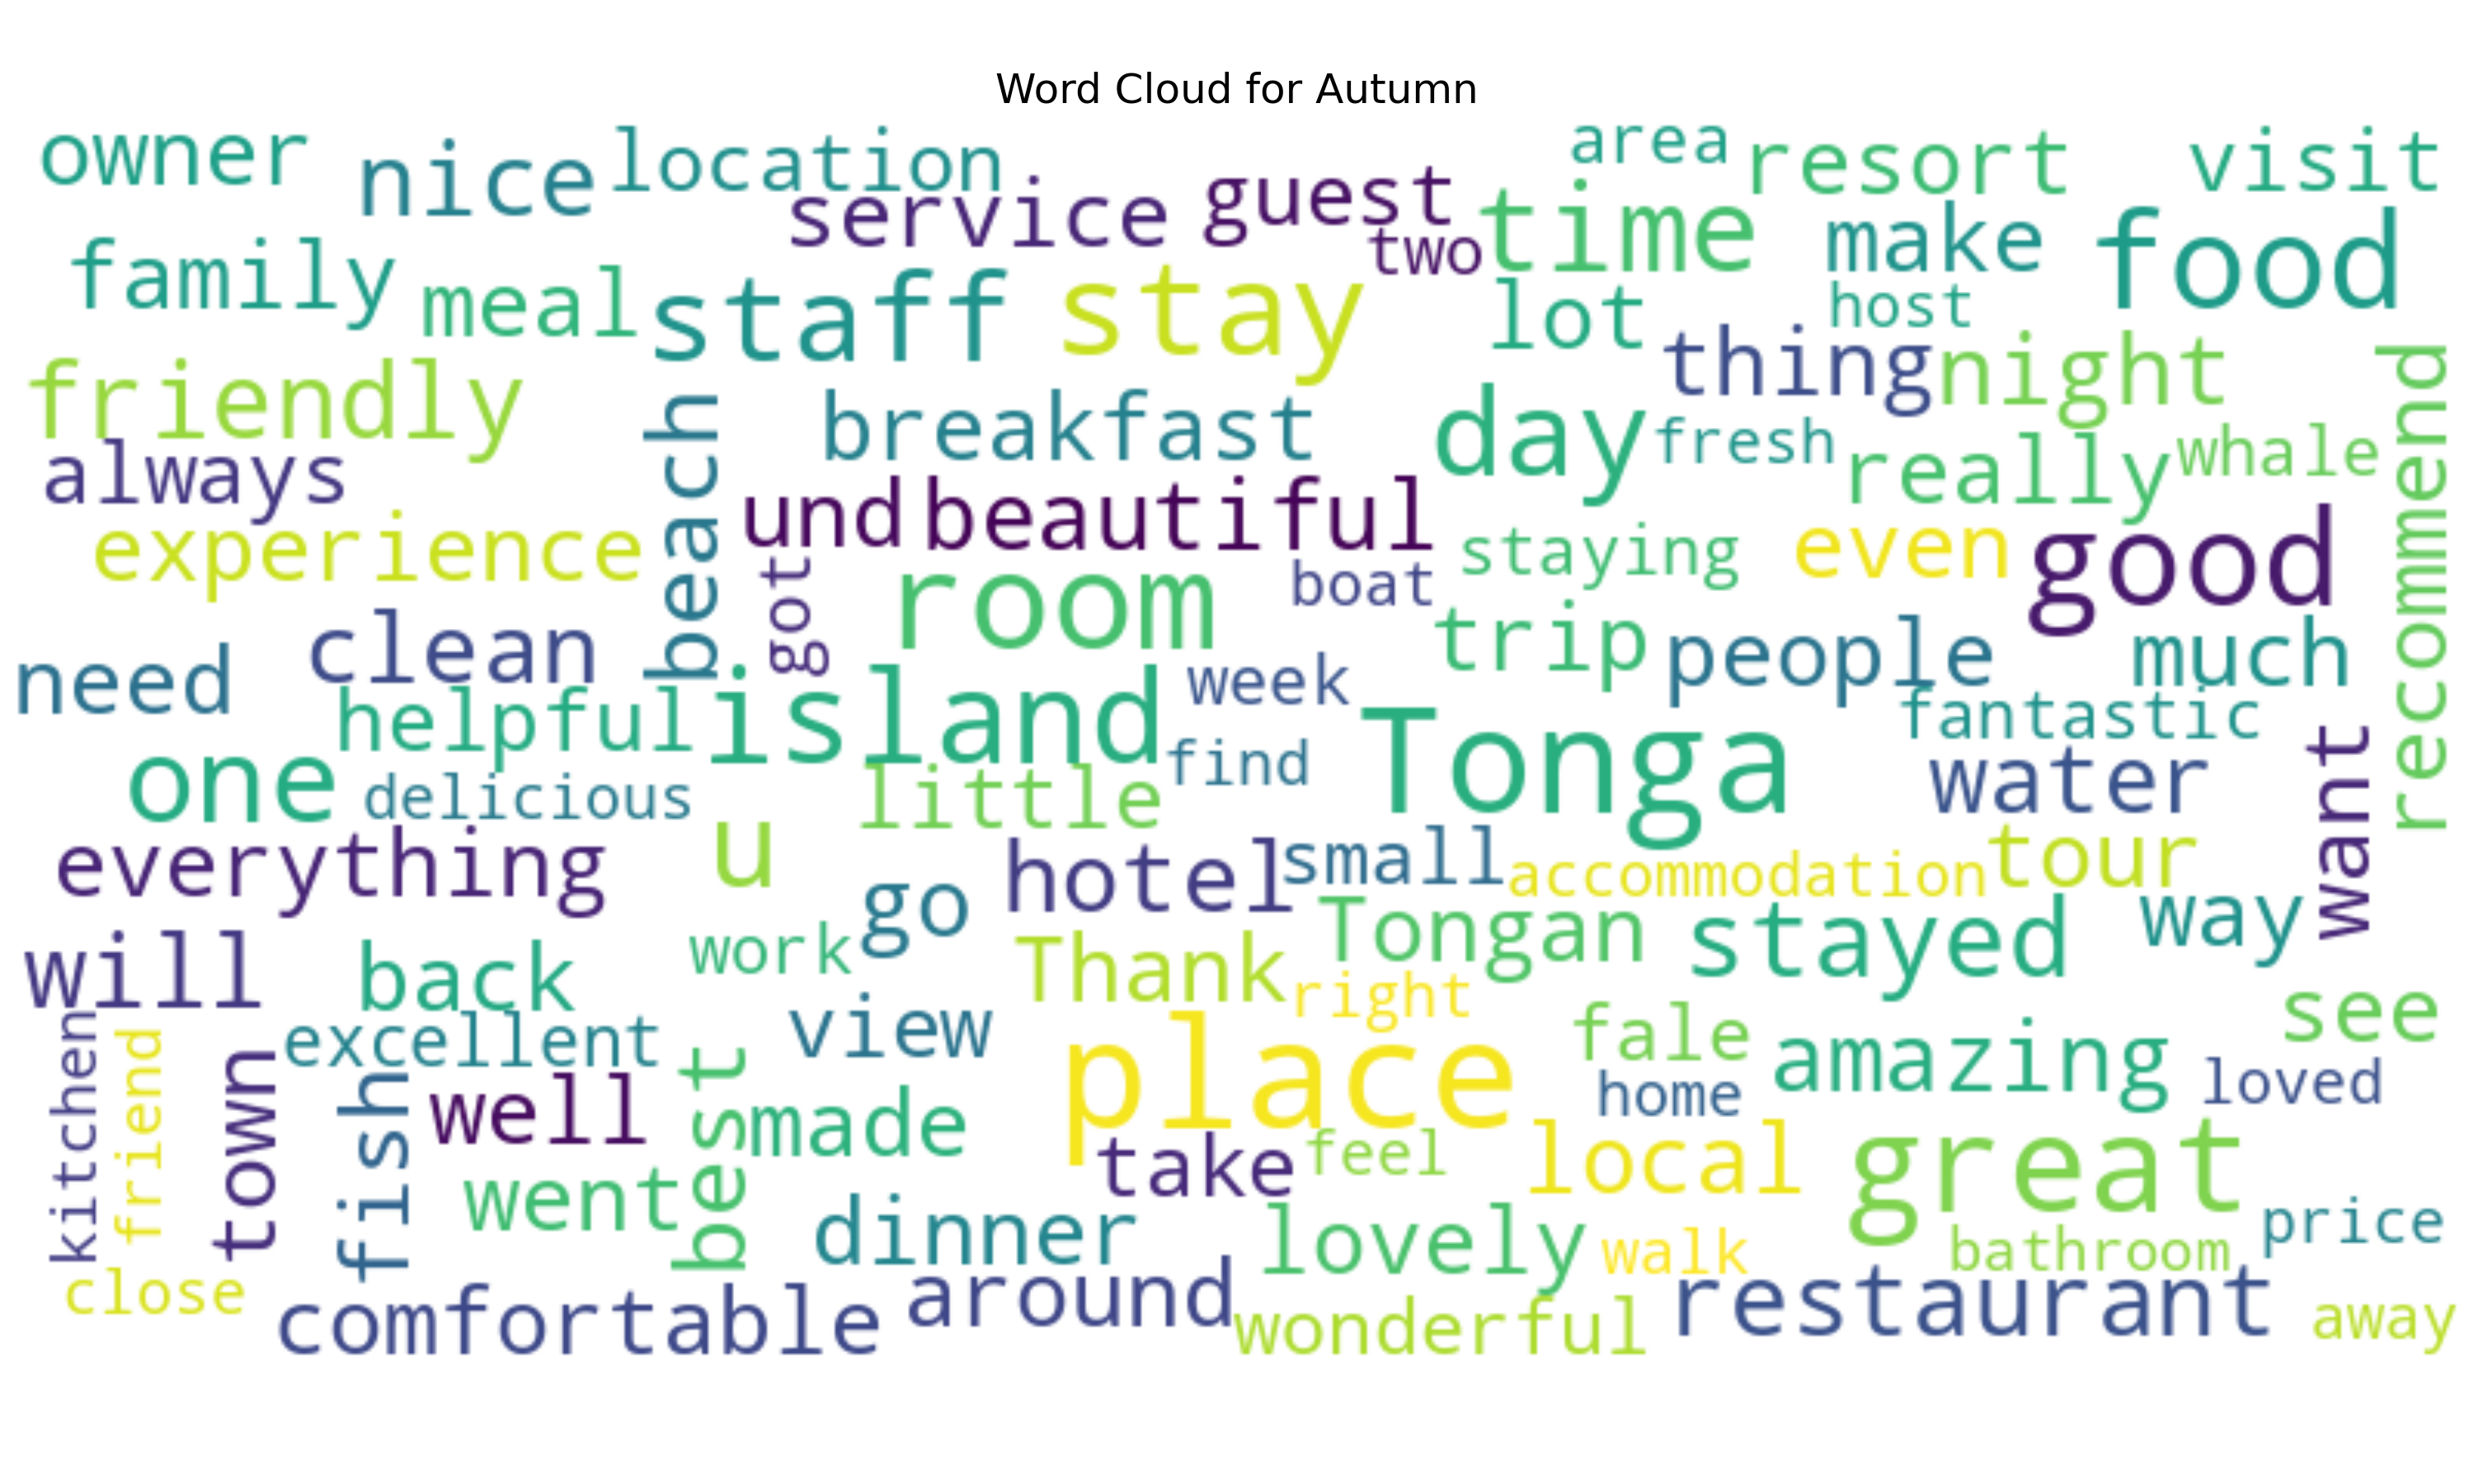 Word Cloud for Autumn
owner nice location area resort visit
service guest two time make food
family meal staff stay lot host
thing night
friendly beach breakfast day fresh really whale recommend
always und beautiful
experience got room boat staying even good
need clean week trip people much
helpful island find Tonga fantastic
one delicious little water want
everything u go hotel small accommodation tour
will back work Thank Tongan stayed way
right
kitchen friend town excellent view place fale amazing see
fish well best made home loved
went take feel local great
dinner lovely walk bathroom price
close comfortable around wonderful restaurant away